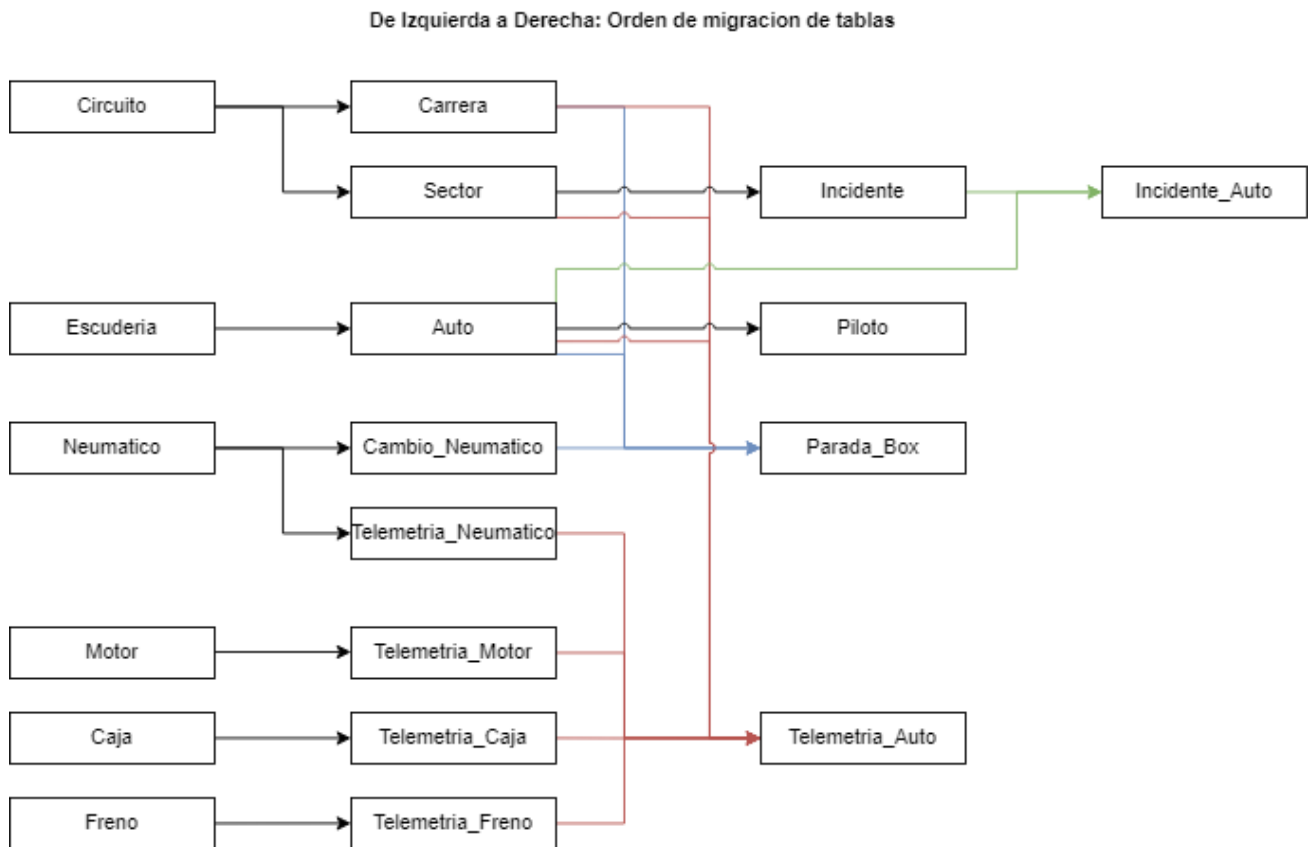 De Izquierda a Derecha: Orden de migracion de tablas
Circuito
Carrera
Sector
Incidente
Incidente_Auto
Escuderia
Auto
Piloto
Neumatico
Cambio_Neumatico
Parada_Box
Telemetria_Neumatico
Motor
Telemetria_Motor
Caja
Telemetria_Caja
Telemetria_Auto
Freno
Telemetria_Freno